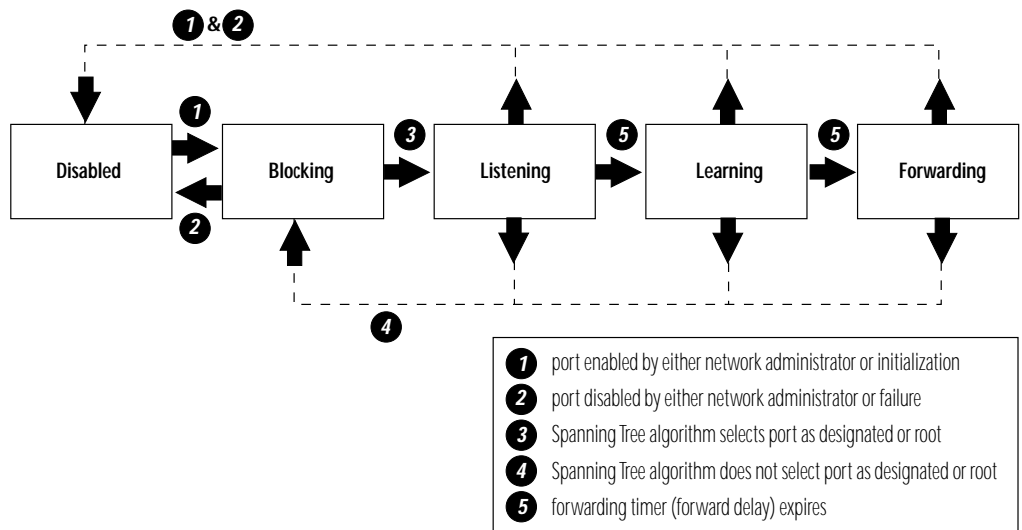 1 & 2
1
3
5
5
Disabled
Blocking
Listening
Learning
Forwarding
2
4
1 port enabled by either network administrator or initialization
2 port disabled by either network administrator or failure
3 Spanning Tree algorithm selects port as designated or root
4 Spanning Tree algorithm does not select port as designated or root
5 forwarding timer (forward delay) expires